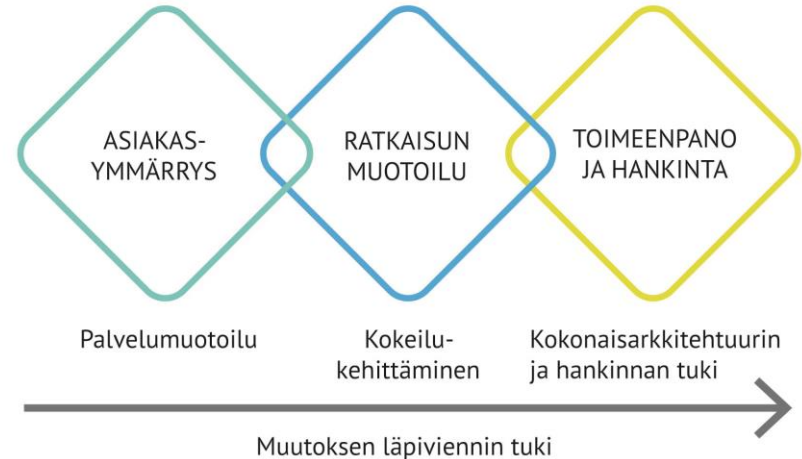 ASIAKAS-
YMMÄRRYS
RATKAISUN
MUOTOILU
TOIMEENPANO
JA HANKINTA
Palvelumuotoilu
Kokeilu-
kehittäminen
Kokonaisarkkitehtuurin
ja hankinnan tuki
Muutoksen läpiviennin tuki